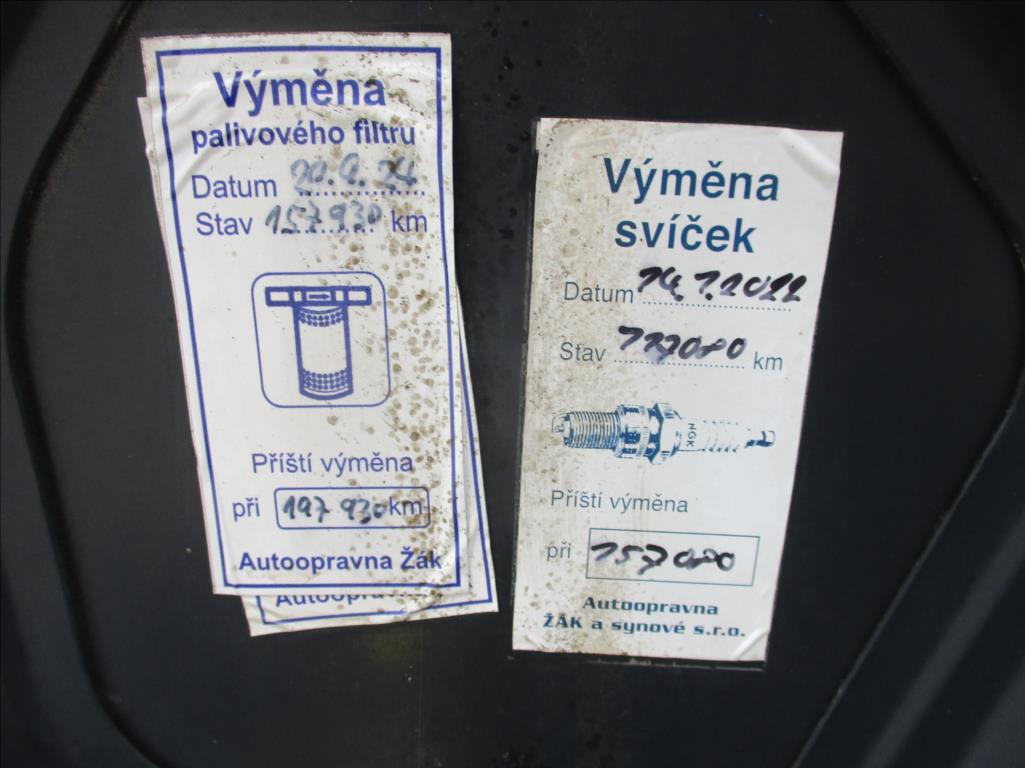 Výměna
palivového filtru
Datum 20.9.24
Stav 157 930 km
Příští výměna
při 197 930 km
Autoopravna Žák
Autoopra
Výměna
svíček
Datum 14.7.2022
Stav 127000 km
NGK
Příští výměna
při 157000
Autoopravna
ŽÁK a synové s.r.o.